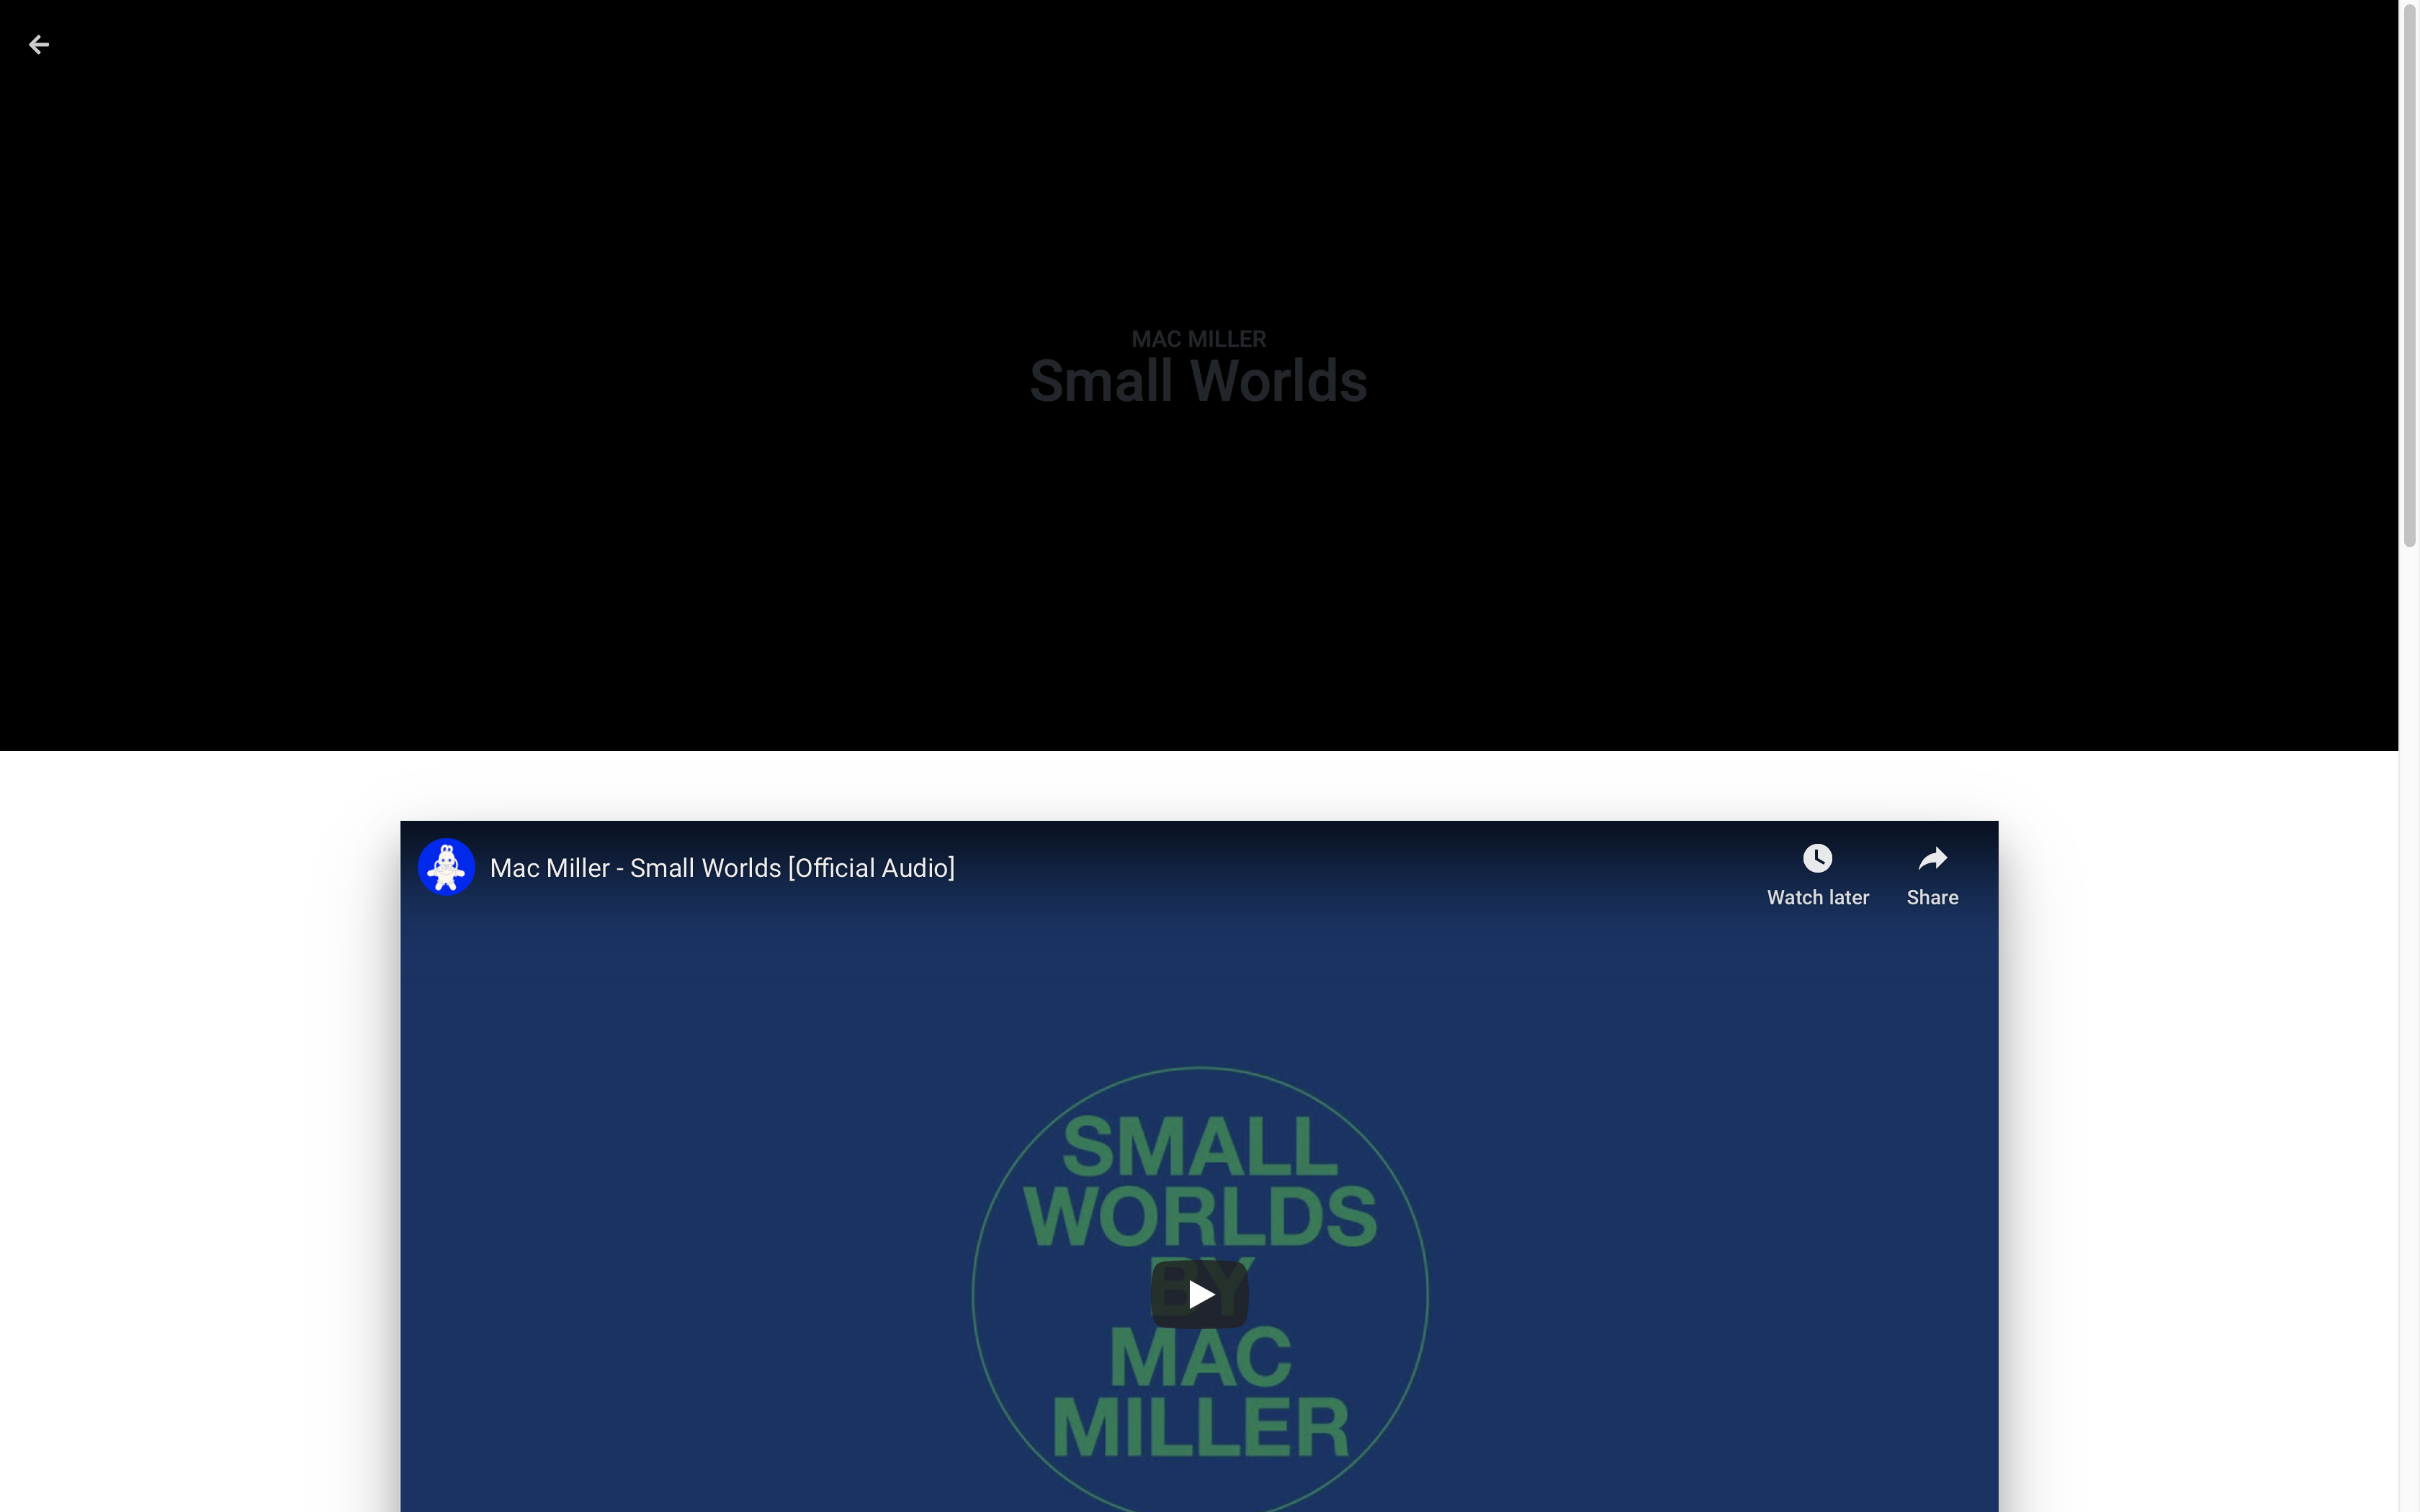 MAC MILLER
Small Worlds
Mac Miller - Small Worlds [Official Audio]
Watch later
Share
SMALL
WORLDS
BY
MAC
MILLER